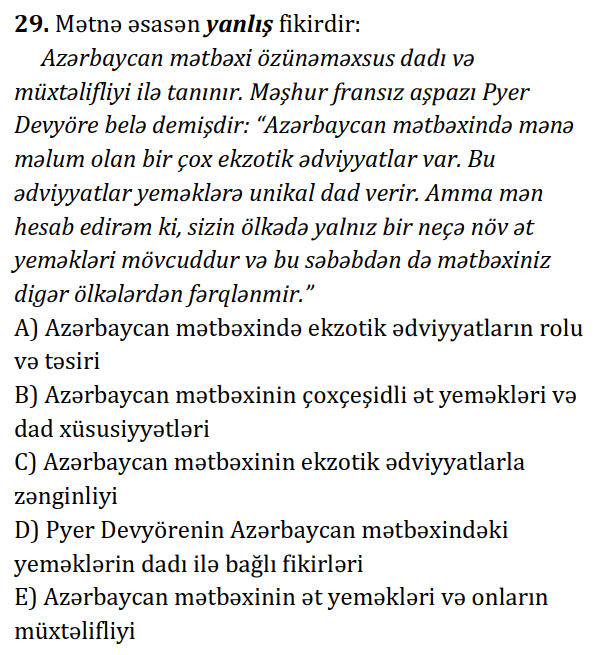 29. Mətnə əsasən yanlış fikirdir:
Azərbaycan mətbəxi özünəməxsus dadı və
müxtəlifliyi ilə tanınır. Məşhur fransız aşpazı Pyer
Devyöre belə demişdir: “Azərbaycan mətbəxində mənə
məlum olan bir çox ekzotik ədviyyatlar var. Bu
ədviyyatlar yeməklərə unikal dad verir. Amma mən
hesab edirəm ki, sizin ölkədə yalnız bir neçə növ ət
yeməkləri mövcuddur və bu səbəbdən də mətbəxiniz
digər ölkələrdən fərqlənmir.”
A) Azərbaycan mətbəxində ekzotik ədviyyatların rolu
və təsiri
B) Azərbaycan mətbəxinin çoxçeşidli ət yeməkləri və
dad xüsusiyyətləri
C) Azərbaycan mətbəxinin ekzotik ədviyyatlarla
zənginliyi
D) Pyer Devyörenin Azərbaycan mətbəxindəki
yeməklərin dadı ilə bağlı fikirləri
E) Azərbaycan mətbəxinin ət yeməkləri və onların
müxtəlifliyi